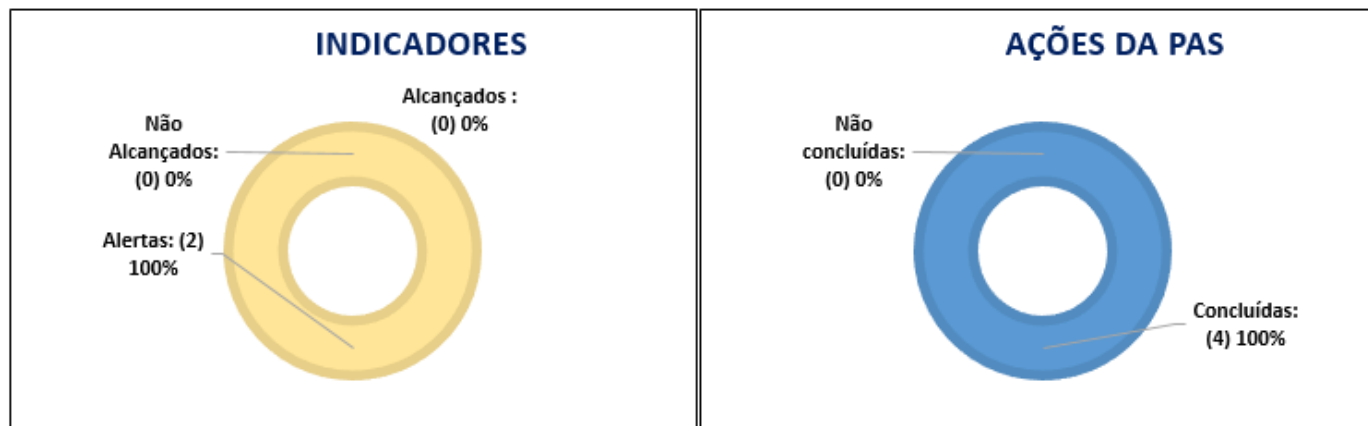 INDICADORES
Alcançados :
(0) 0%
Não
Alcançados:
(0) 0%
Alertas: (2)
100%
AÇÕES DA PAS
Não
concluídas:
(0) 0%
Concluídas:
(4) 100%